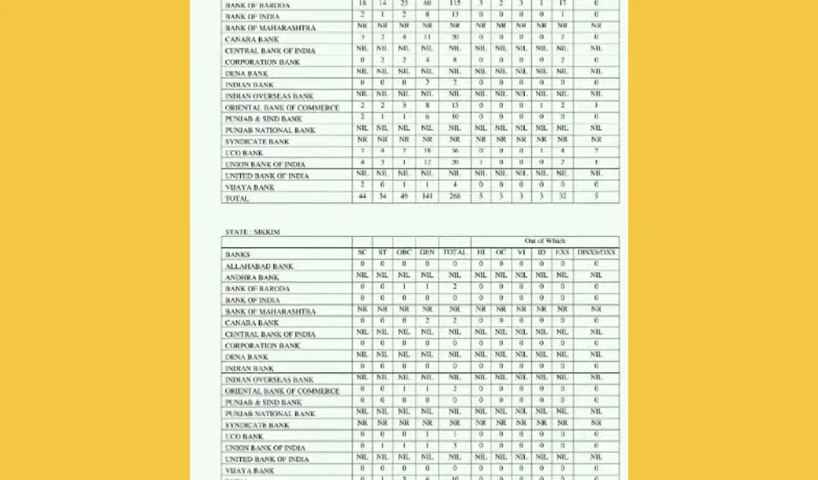 BANK OF BARODA 18 14 23 60 115 3 2 3 1 17 0
BANK OF INDIA 2 1 2 8 13 0 0 0 0 1 0
BANK OF MAHARASHTRA NR NR NR NR NR NR NR NR NR NR NR
CANARA BANK 3 2 4 11 20 0 0 0 0 2 0
CENTRAL BANK OF INDIA NIL NIL NIL NIL NIL NIL NIL NIL NIL NIL NIL
CORPORATION BANK 0 2 2 4 8 0 0 0 0 2 0
DENA BANK NIL NIL NIL NIL NIL NIL NIL NIL NIL NIL NIL
INDIAN BANK 0 0 0 2 2 0 0 0 0 0 0
INDIAN OVERSEAS BANK NIL NIL NIL NIL NIL NIL NIL NIL NIL NIL NIL
ORIENTAL BANK OF COMMERCE 2 2 3 8 15 0 0 0 1 2 1
PUNJAB & SIND BANK 2 1 1 6 10 0 0 0 0 0 0
PUNJAB NATIONAL BANK NIL NIL NIL NIL NIL NIL NIL NIL NIL NIL NIL
SYNDICATE BANK NR NR NR NR NR NR NR NR NR NR NR
UCO BANK 7 4 7 18 36 0 0 0 1 4
UNION BANK OF INDIA 4 3 1 12 20 1 0 0 0 2 1
UNITED BANK OF INDIA NIL NIL NIL NIL NIL NIL NIL NIL NIL NIL NIL
VIJAYA BANK 2 0 1 1 4 0 0 0 0 0 0
TOTAL 44 34 49 141 268 5 3 3 3 32 5
STATE : SIKKIM
Out of Which
BANKS SC ST OBC GEN TOTAL HI OC VI ID EXS DISXS/DXS
ALLAHABAD BANK 0 0 0 0 0 0 0 0 0 0 0
ANDHRA BANK NIL NIL NIL NIL NIL NIL NIL NIL NIL NIL NIL
BANK OF BARODA 0 0 1 1 2 0 0 0 0 0 0
BANK OF INDIA 0 0 0 0 0 0 0 0 0 0 0
BANK OF MAHARASHTRA NR NR NR NR NR NR NR NR NR NR NR
CANARA BANK 0 0 0 2 2 0 0 0 0 0 0
CENTRAL BANK OF INDIA NIL NIL NIL NIL NIL NIL NIL NIL NIL NIL NIL
CORPORATION BANK 0 0 0 0 0 0 0 0 0 0 0
DENA BANK NIL NIL NIL NIL NIL NIL NIL NIL NIL NIL NIL
INDIAN BANK 0 0 0 0 0 0 0 0 0 0 0
INDIAN OVERSEAS BANK NIL NIL NIL NIL NIL NIL NIL NIL NIL NIL NIL
ORIENTAL BANK OF COMMERCE 0 0 1 1 2 0 0 0 0 0 0
PUNJAB & SIND BANK 0 0 0 0 0 0 0 0 0 0 0
PUNJAB NATIONAL BANK NIL NIL NIL NIL NIL NIL NIL NIL NIL NIL NIL
SYNDICATE BANK NR NR NR NR NR NR NR NR NR NR NR
UCO BANK 0 0 0 1 1 0 0 0 0 0 0
UNION BANK OF INDIA 0 1 1 1 3 0 0 0 0 0 0
UNITED BANK OF INDIA NIL NIL NIL NIL NIL NIL NIL NIL NIL NIL NIL
VIJAYA BANK 0 0 0 0 0 0 0 0 0 0 0